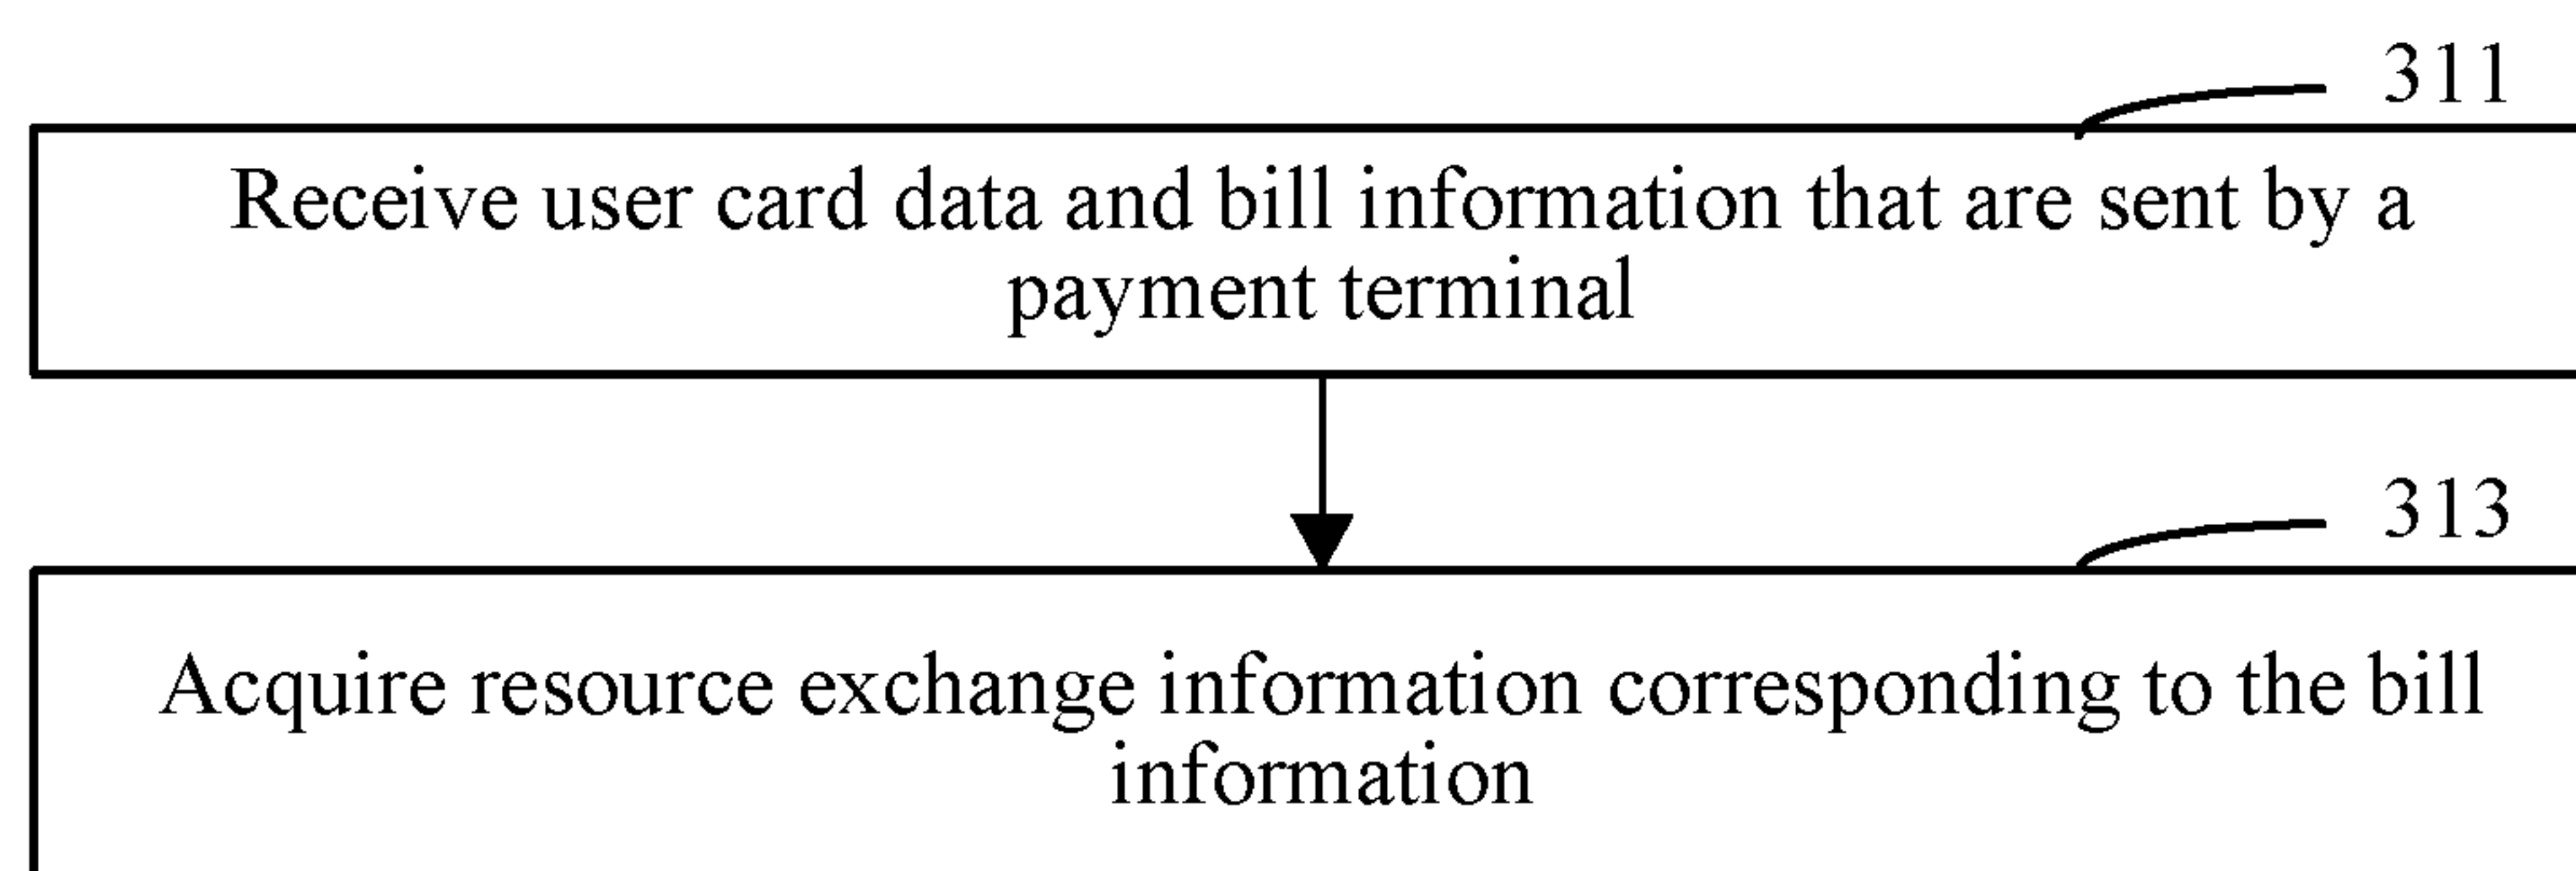 311
Receive user card data and bill information that are sent by a
payment terminal
313
Acquire resource exchange information corresponding to the bill
information